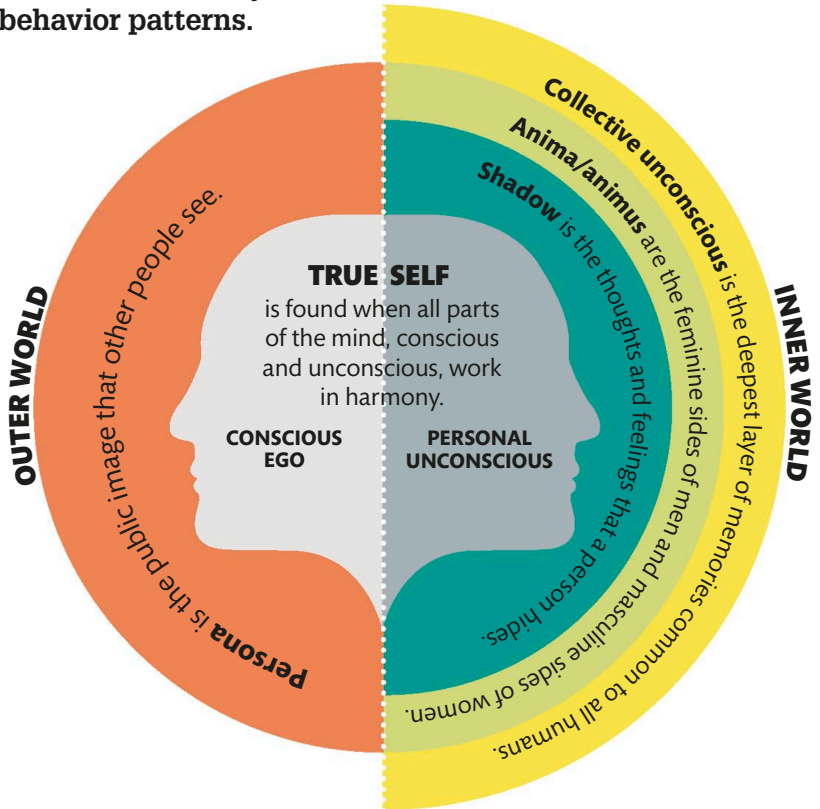 behavior patterns.
OUTER WORLD
Persona is the public image that other people see.
TRUE SELF
is found when all parts
of the mind, conscious
and unconscious, work
in harmony.
CONSCIOUS
EGO
PERSONAL
UNCONSCIOUS
Shadow is the thoughts and feelings that a person hides.
Anima/animus are the feminine sides of men and masculine sides of women.
Collective unconscious is the deepest layer of memories common to all humans.
INNER WORLD